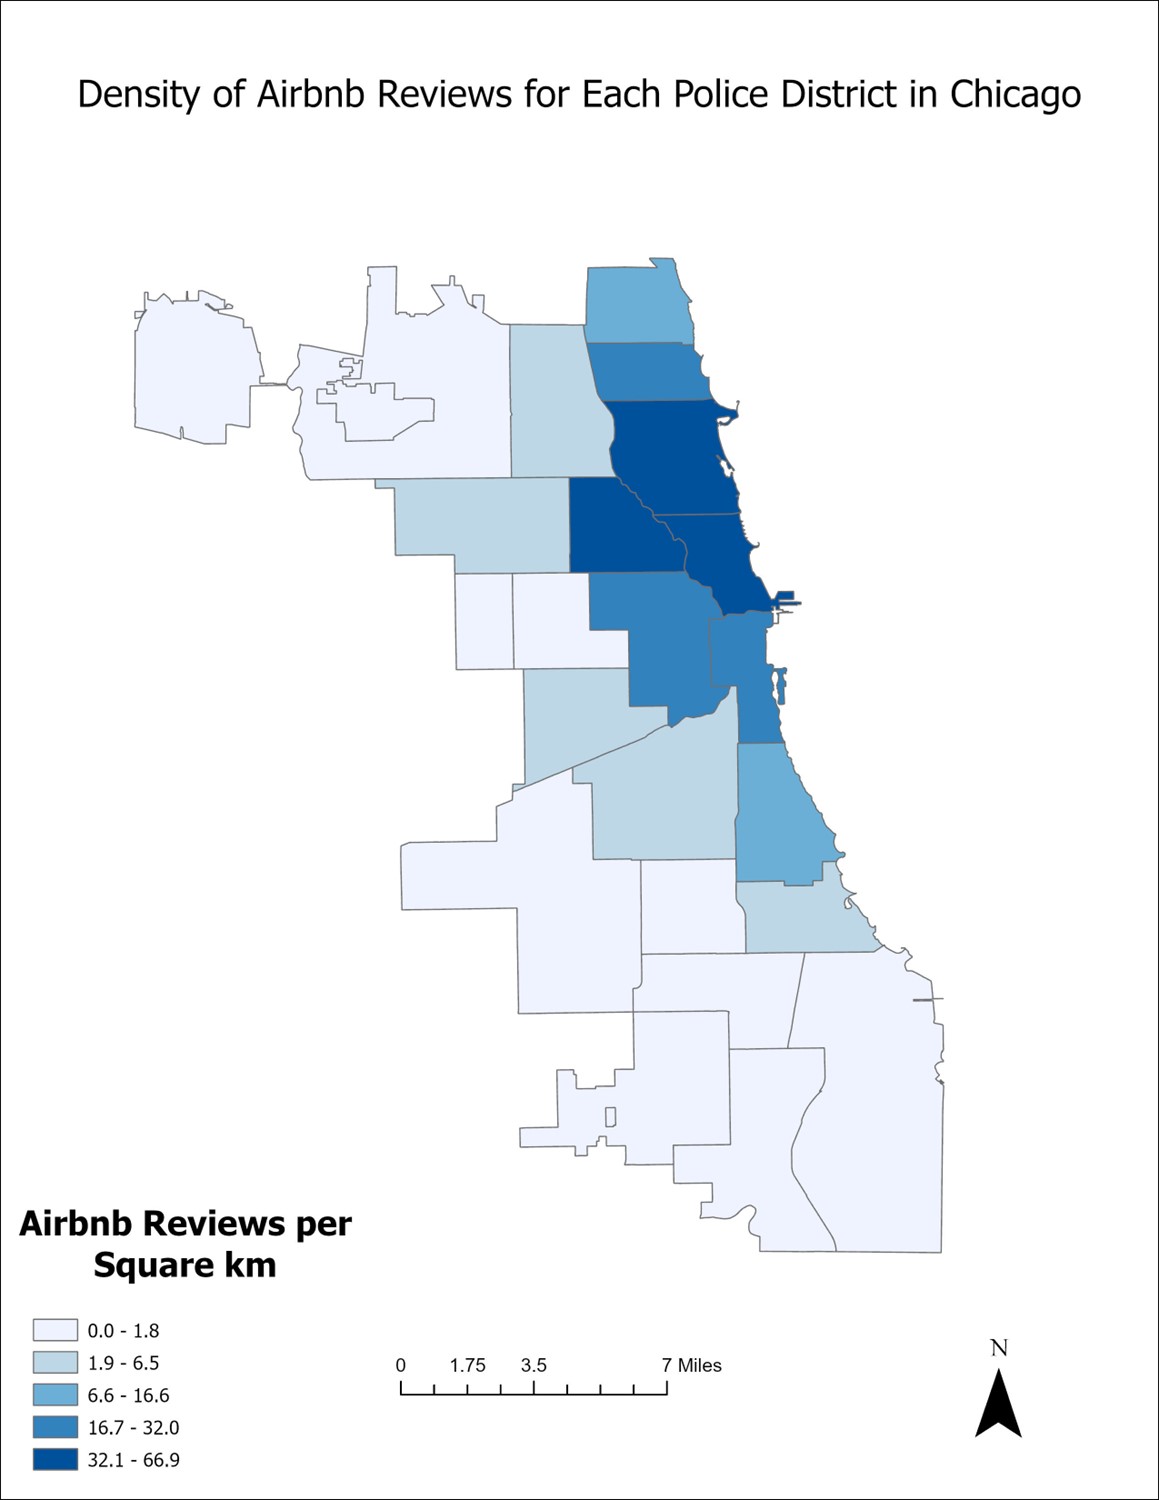 Density of Airbnb Reviews for Each Police District in Chicago
Airbnb Reviews per
Square km
0.0 - 1.8
1.9 - 6.5
6.6 - 16.6
16.7 - 32.0
32.1 - 66.9
0 1.75 3.5 7 Miles
N